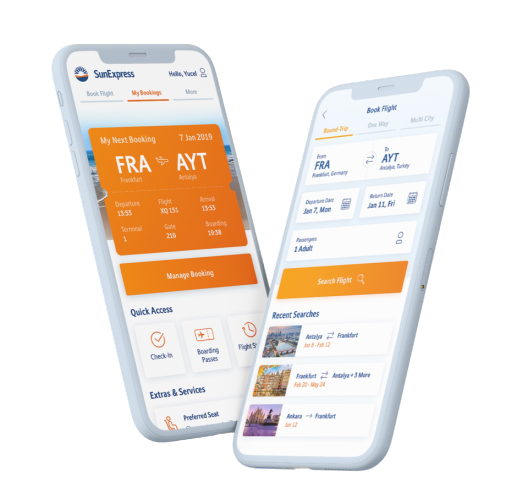 SunExpress
Hello, Yucel
Book Flight
My Bookings
More
My Next Booking
7 Jan 2019
FRA
AYT
Frankfurt
Antalya
Departure
Flight
Arrival
13:53
XQ 151
13:53
Terminal
Gate
Boarding
1
210
10:38
Manage Booking
Quick Access
Check-In
Boarding
Passes
Flight S
Extras & Services
Preferred Seat
Book Flight
Round-Trip
One Way
Multi City
From
To
FRA
AYT
Frankfurt, Germany
Antalya, Turkey
Departure Date
Return Date
Jan 7, Mon
Jan 11, Fri
Passengers
1 Adult
Search Flight
Recent Searches
Antalya
Frankfurt
Jan 8 - Feb 12
Frankfurt
Antalya + 3 More
Feb 20 - May 24
Ankara
Frankfurt
Jan 12